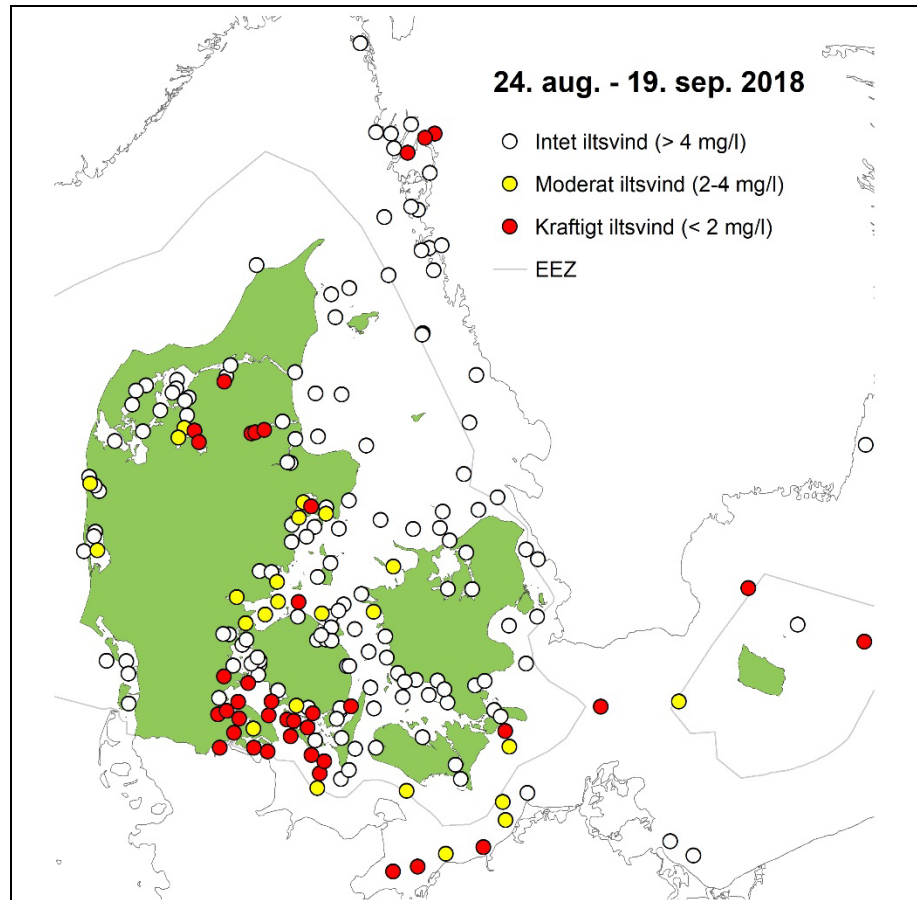 24. aug. - 19. sep. 2018
Intet iltsvind (> 4 mg/l)
Moderat iltsvind (2-4 mg/l)
Kraftigt iltsvind (< 2 mg/l)
EEZ